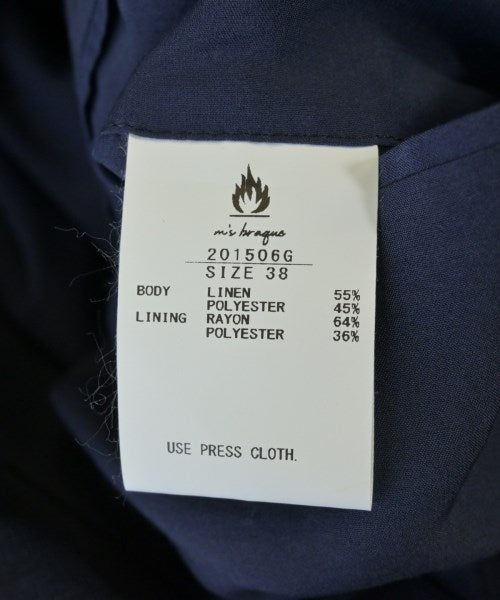 m's braque
201506G
SIZE 38
BODY LINEN 55%
POLYESTER 45%
LINING RAYON 64%
POLYESTER 36%
USE PRESS CLOTH.